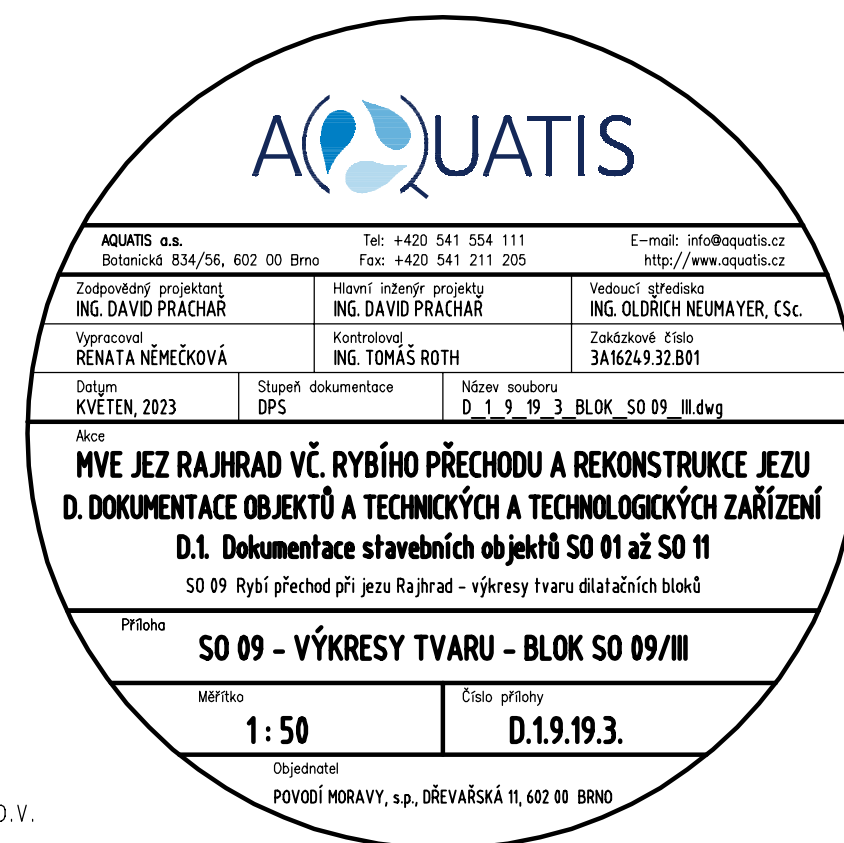 AQUATIS
AQUATIS a.s. Tel: +420 541 554 111 E-mail: info@aquatis.cz
Botanická 834/56, 602 00 Brno Fax: +420 541 211 205 http://www.aquatis.cz
Zodpovědný projektant Hlavní inženýr projektu Vedoucí střediska
ING. DAVID PRACHAŘ ING. DAVID PRACHAŘ ING. OLDŘICH NEUMAYER, CSc.
Vypracoval Kontroloval Zakázkové číslo
RENATA NĚMEČKOVÁ ING. TOMÁŠ ROTH 3A16249.32.B01
Datum Stupeň dokumentace Název souboru
KVĚTEN, 2023 DPS D_1_9_19_3_BLOK_SO 09_III.dwg
Akce
MVE JEZ RAJHRAD VČ. RYBÍHO PŘECHODU A REKONSTRUKCE JEZU
D. DOKUMENTACE OBJEKTŮ A TECHNICKÝCH A TECHNOLOGICKÝCH ZAŘÍZENÍ
D.1. Dokumentace stavebních objektů SO 01 až SO 11
SO 09 Rybí přechod při jezu Rajhrad - výkresy tvaru dilatačních bloků
Příloha
SO 09 - VÝKRESY TVARU - BLOK SO 09/III
Měřítko Číslo přílohy
1 : 50 D.1.9.19.3.
Objednatel
POVODÍ MORAVY, s.p., DŘEVAŘSKÁ 11, 602 00 BRNO